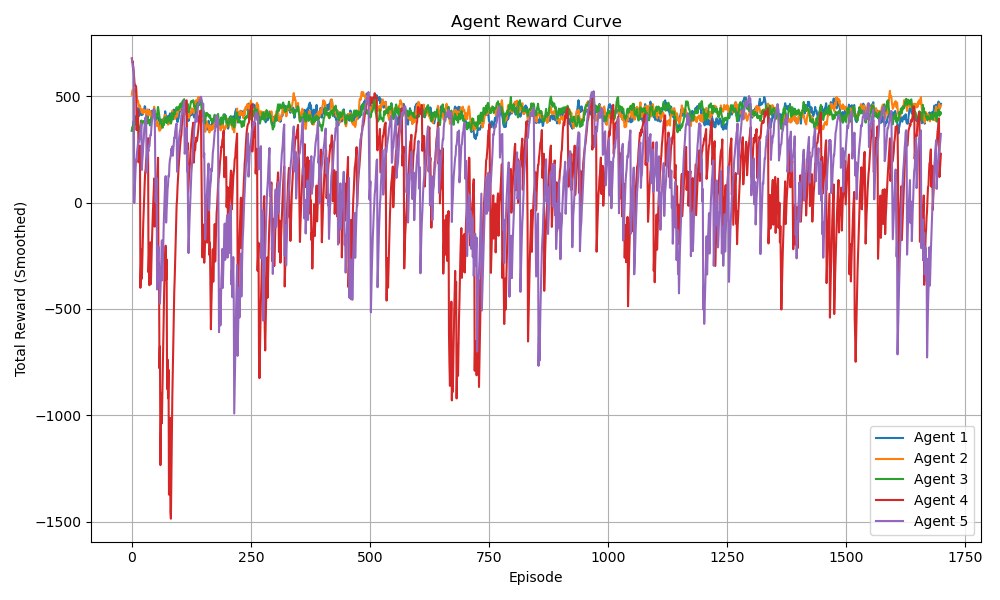 Agent Reward Curve
Total Reward (Smoothed)
500
0
−500
−1000
−1500
0 250 500 750 1000 1250 1500 1750
Episode
Agent 1
Agent 2
Agent 3
Agent 4
Agent 5